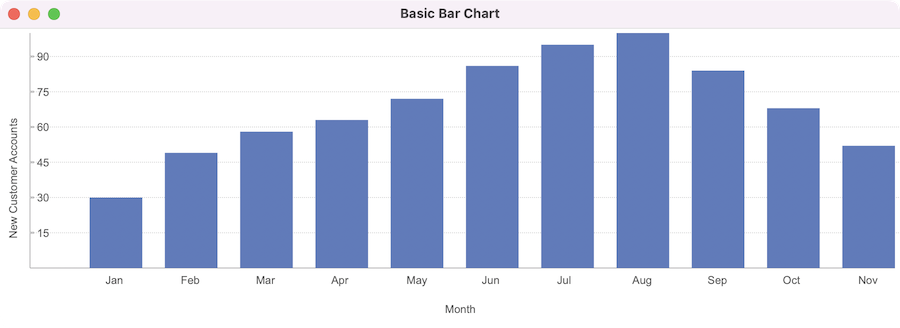 Basic Bar Chart
New Customer Accounts
90
75
60
45
30
15
Jan Feb Mar Apr May Jun Jul Aug Sep Oct Nov
Month